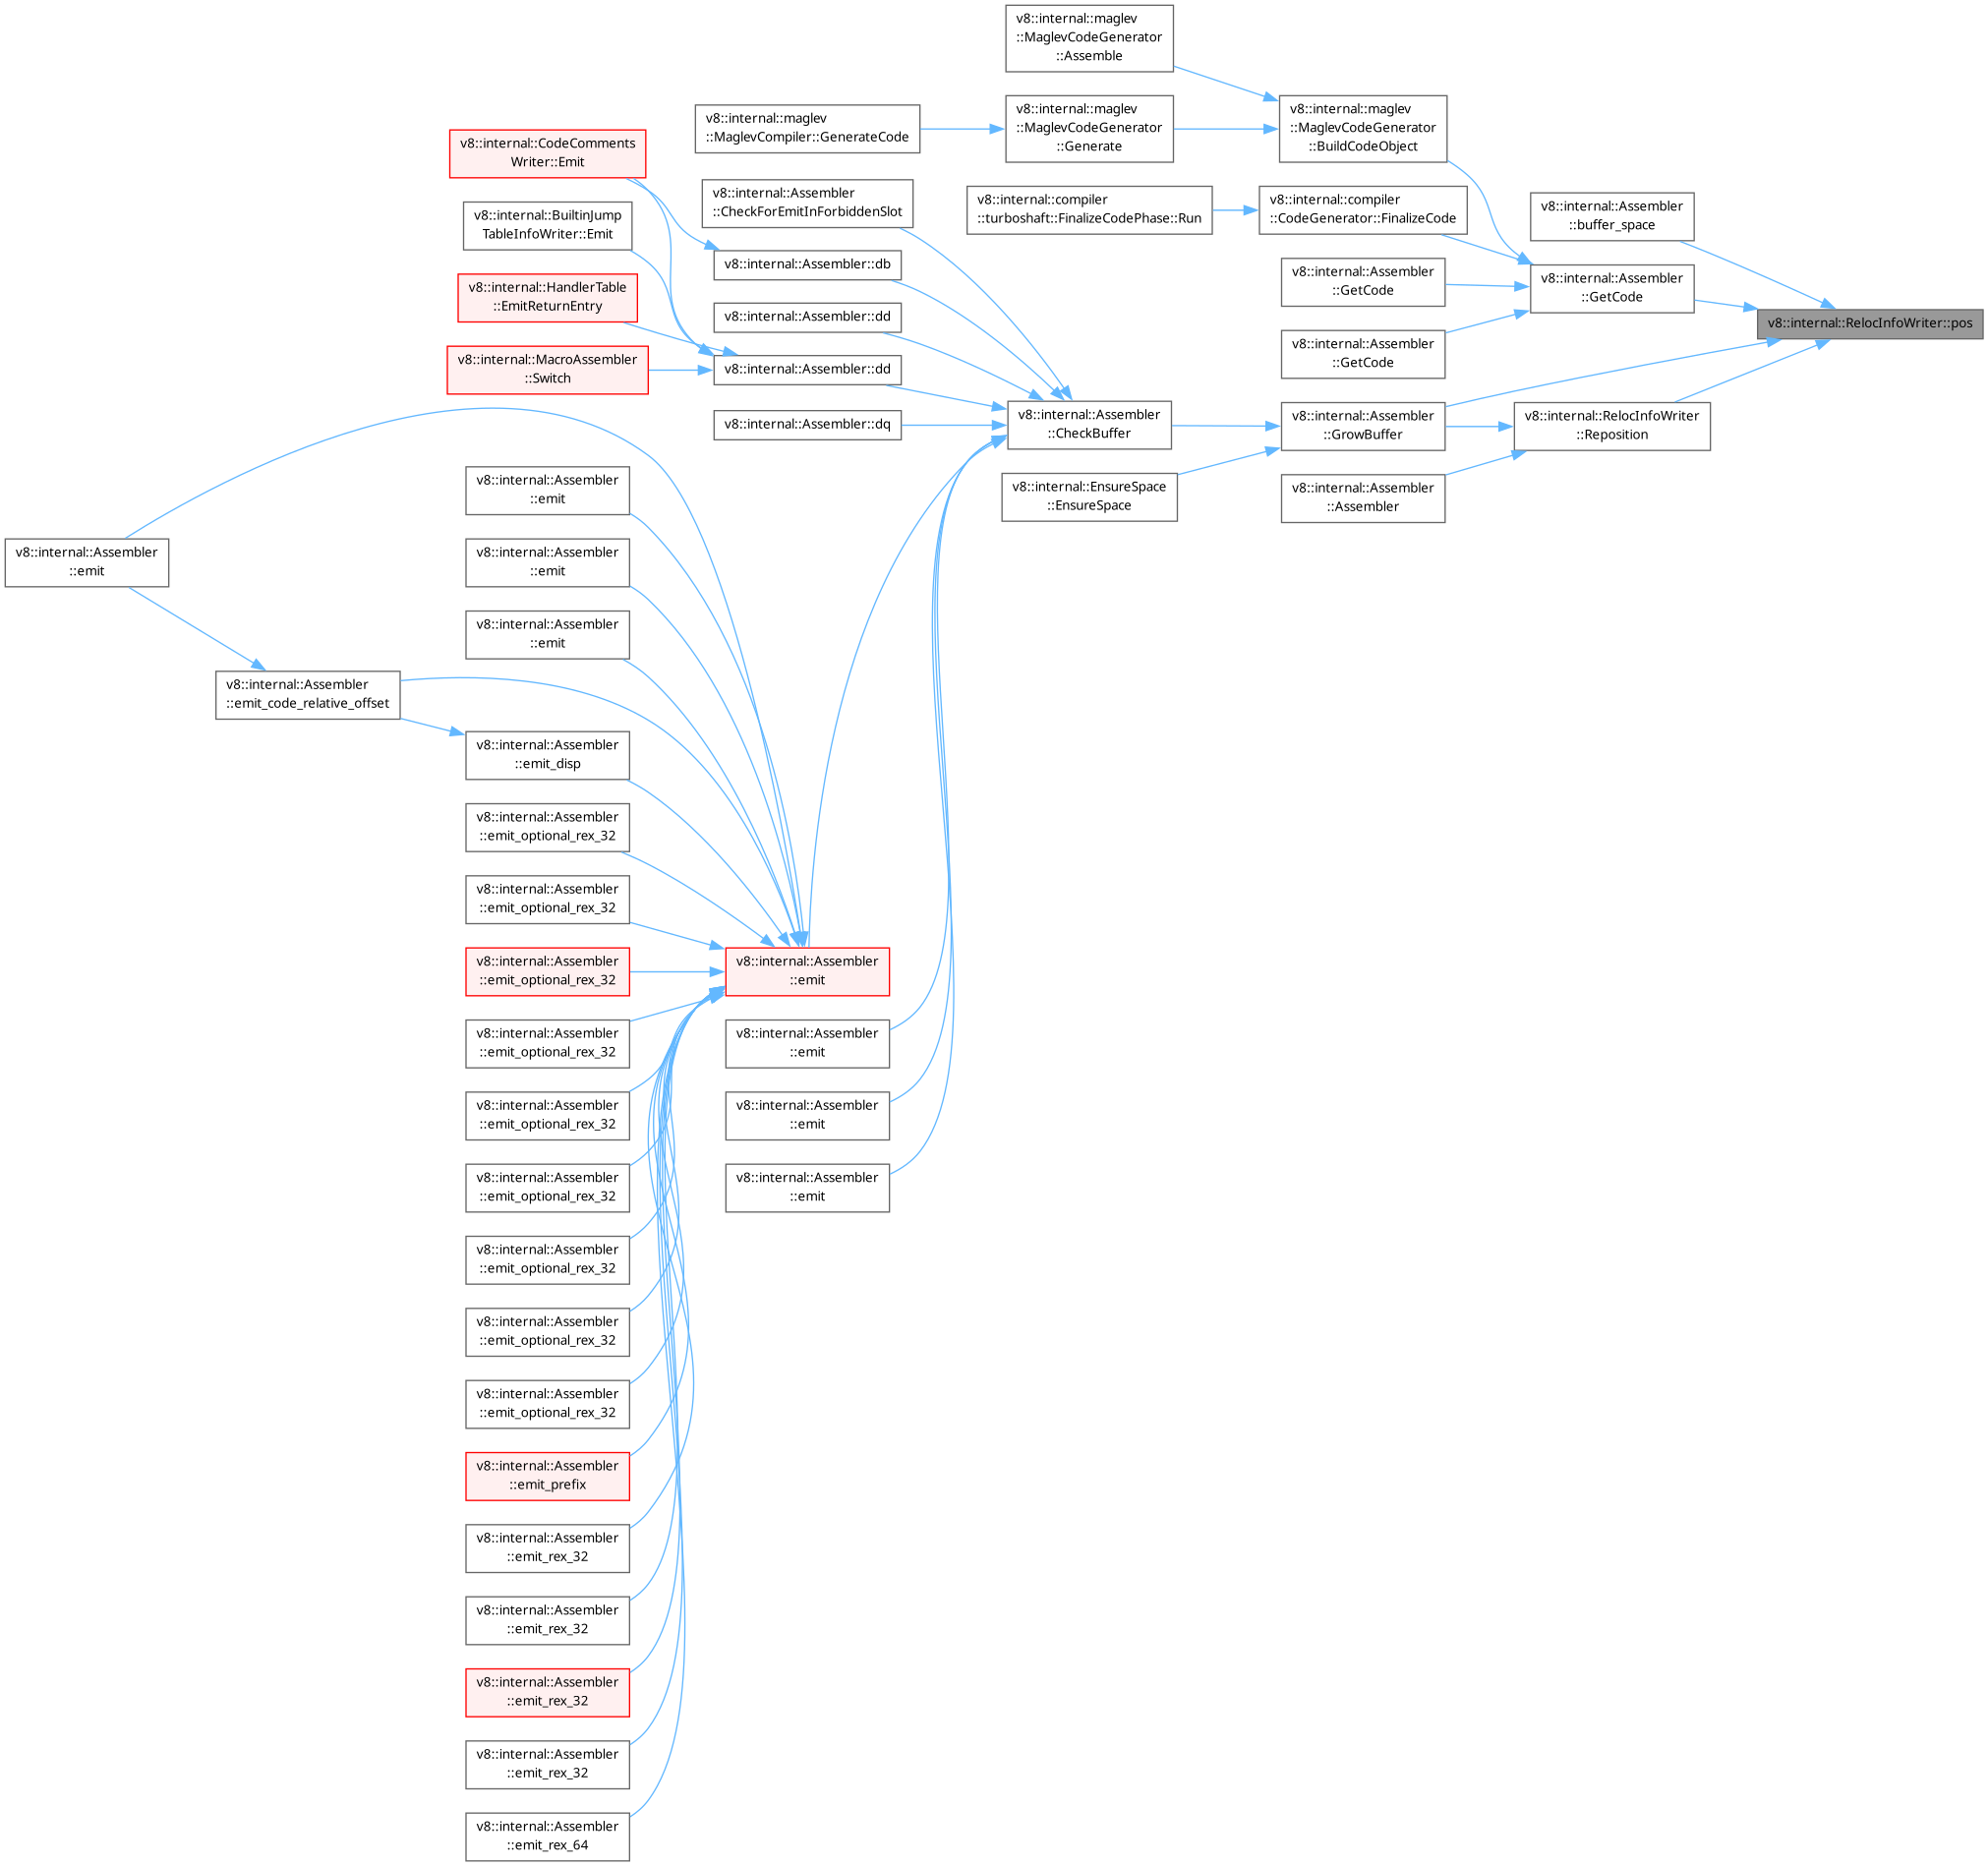 v8::internal::maglev
::MaglevCodeGenerator
::Assemble
v8::internal::maglev
::MaglevCompiler::GenerateCode
v8::internal::maglev
::MaglevCodeGenerator
::Generate
v8::internal::maglev
::MaglevCodeGenerator
::BuildCodeObject
v8::internal::CodeComments
Writer::Emit
v8::internal::Assembler
::CheckForEmitInForbiddenSlot
v8::internal::compiler
::turboshaft::FinalizeCodePhase::Run
v8::internal::compiler
::CodeGenerator::FinalizeCode
v8::internal::Assembler
::buffer_space
v8::internal::BuiltinJump
TableInfoWriter::Emit
v8::internal::Assembler::db
v8::internal::Assembler
::GetCode
v8::internal::Assembler
::GetCode
v8::internal::HandlerTable
::EmitReturnEntry
v8::internal::Assembler::dd
v8::internal::RelocInfoWriter::pos
v8::internal::Assembler
::GetCode
v8::internal::MacroAssembler
::Switch
v8::internal::Assembler::dd
v8::internal::Assembler::dq
v8::internal::Assembler
::CheckBuffer
v8::internal::Assembler
::GrowBuffer
v8::internal::RelocInfoWriter
::Reposition
v8::internal::Assembler
::emit
v8::internal::EnsureSpace
::EnsureSpace
v8::internal::Assembler
::Assembler
v8::internal::Assembler
::emit
v8::internal::Assembler
::emit
v8::internal::Assembler
::emit
v8::internal::Assembler
::emit_code_relative_offset
v8::internal::Assembler
::emit_disp
v8::internal::Assembler
::emit_optional_rex_32
v8::internal::Assembler
::emit_optional_rex_32
v8::internal::Assembler
::emit_optional_rex_32
v8::internal::Assembler
::emit
v8::internal::Assembler
::emit_optional_rex_32
v8::internal::Assembler
::emit
v8::internal::Assembler
::emit_optional_rex_32
v8::internal::Assembler
::emit
v8::internal::Assembler
::emit_optional_rex_32
v8::internal::Assembler
::emit
v8::internal::Assembler
::emit_optional_rex_32
v8::internal::Assembler
::emit_optional_rex_32
v8::internal::Assembler
::emit_optional_rex_32
v8::internal::Assembler
::emit_prefix
v8::internal::Assembler
::emit_rex_32
v8::internal::Assembler
::emit_rex_32
v8::internal::Assembler
::emit_rex_32
v8::internal::Assembler
::emit_rex_32
v8::internal::Assembler
::emit_rex_64